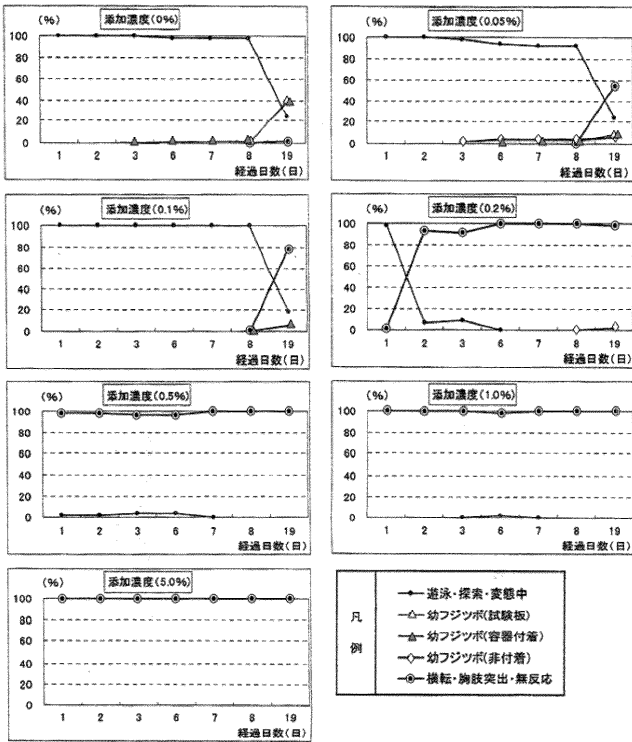 (%)
添加濃度(0%)
100
80
60
40
20
0
1 2 3 6 7 8 19
経過日数(日)
(%)
添加濃度(0.05%)
100
80
60
40
20
0
1 2 3 6 7 8 19
経過日数(日)
(%)
添加濃度(0.1%)
100
80
60
40
20
0
1 2 3 6 7 8 19
経過日数(日)
(%)
添加濃度(0.2%)
100
80
60
40
20
0
1 2 3 6 7 8 19
経過日数(日)
(%)
添加濃度(0.5%)
100
80
60
40
20
0
1 2 3 6 7 8 19
経過日数(日)
(%)
添加濃度(1.0%)
100
80
60
40
20
0
1 2 3 6 7 8 19
経過日数(日)
(%)
添加濃度(5.0%)
100
80
60
40
20
0
1 2 3 6 7 8 19
経過日数(日)
凡例
遊泳・探索・変態中
幼フジツボ(試験板)
幼フジツボ(容器付着)
幼フジツボ(非付着)
横転・胸肢突出・無反応